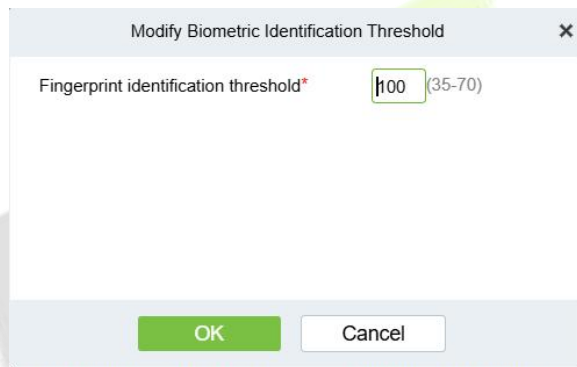 Modify Biometric Identification Threshold ×
Fingerprint identification threshold* 100 (35-70)
OK Cancel